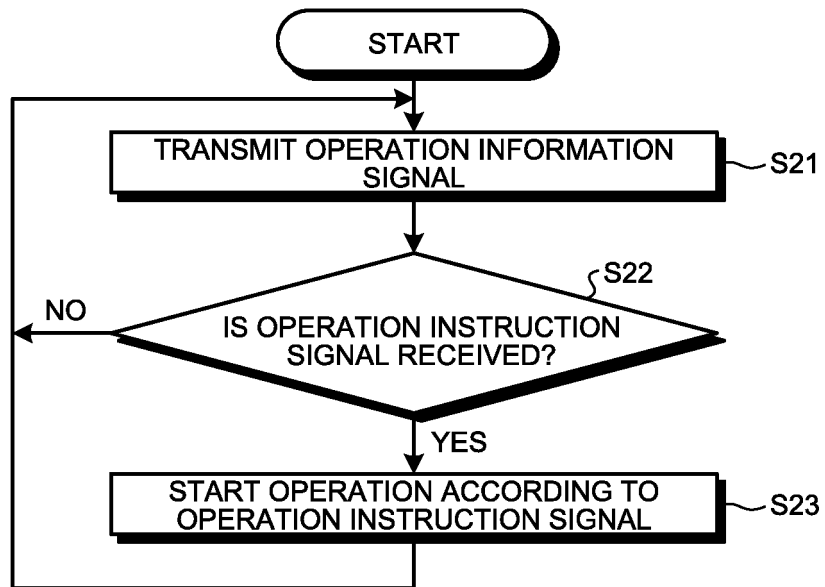 START
TRANSMIT OPERATION INFORMATION
SIGNAL
S21
S22
NO
IS OPERATION INSTRUCTION
SIGNAL RECEIVED?
YES
START OPERATION ACCORDING TO
OPERATION INSTRUCTION SIGNAL
S23